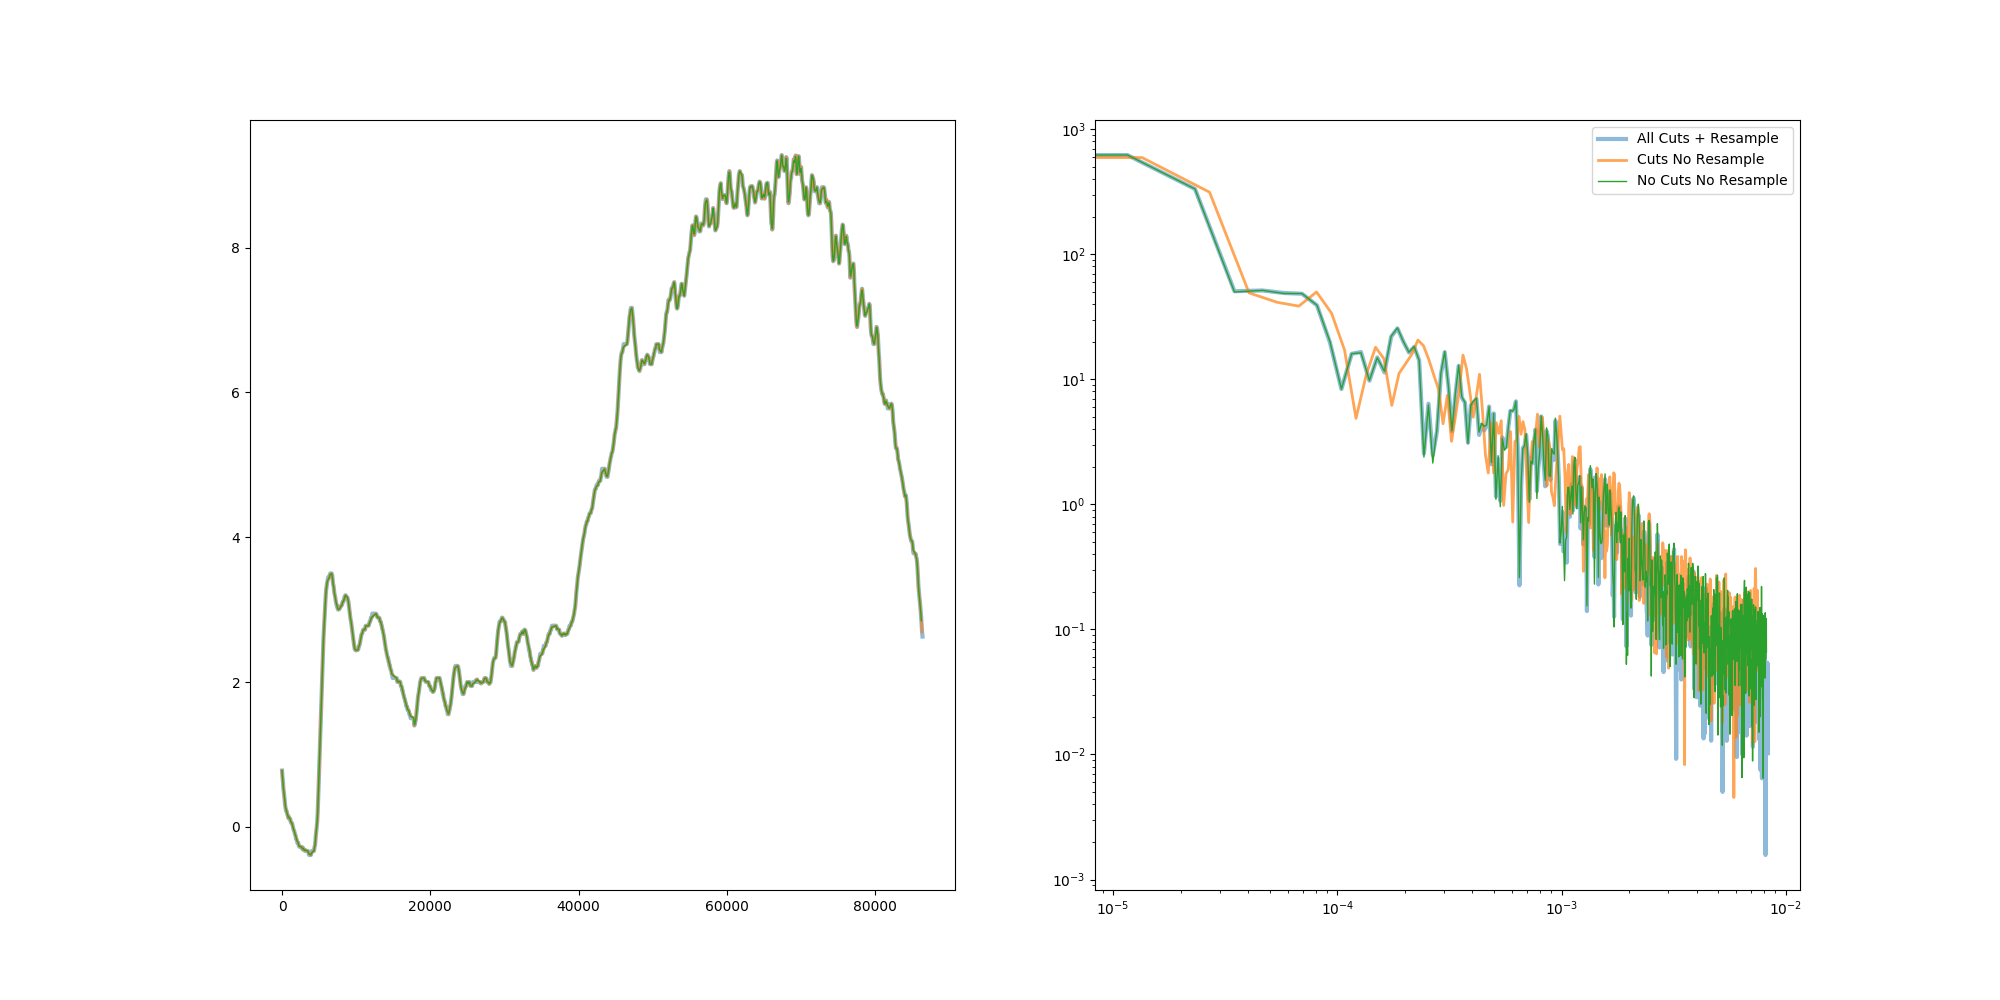 8
6
4
2
0
0 20000 40000 60000 80000
10³
10²
10¹
10⁰
10⁻¹
10⁻²
10⁻³
10⁻⁵ 10⁻⁴ 10⁻³ 10⁻²
All Cuts + Resample
Cuts No Resample
No Cuts No Resample